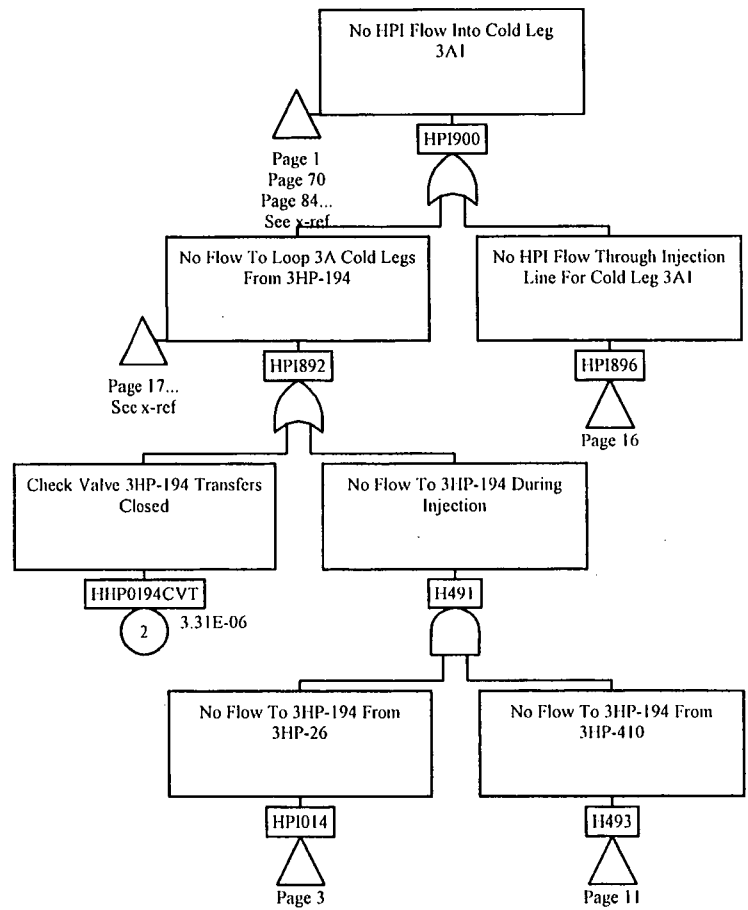 No HPI Flow Into Cold Leg
3A1
HPI900
Page 1
Page 70
Page 84...
See x-ref
No Flow To Loop 3A Cold Legs
From 3HP-194
No HPI Flow Through Injection
Line For Cold Leg 3A1
HPI892
HPI896
Page 17...
See x-ref
Page 16
Check Valve 3HP-194 Transfers
Closed
No Flow To 3HP-194 During
Injection
HHP0194CVT
H491
2
3.31E-06
No Flow To 3HP-194 From
3HP-26
No Flow To 3HP-194 From
3HP-410
HPI014
H493
Page 3
Page 11